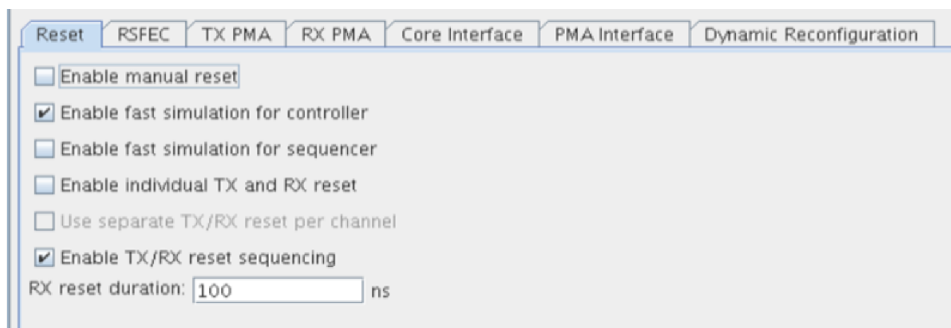 Reset RSFEC TX PMA RX PMA Core Interface PMA Interface Dynamic Reconfiguration
Enable manual reset
Enable fast simulation for controller
Enable fast simulation for sequencer
Enable individual TX and RX reset
Use separate TX/RX reset per channel
Enable TX/RX reset sequencing
RX reset duration: 100 ns